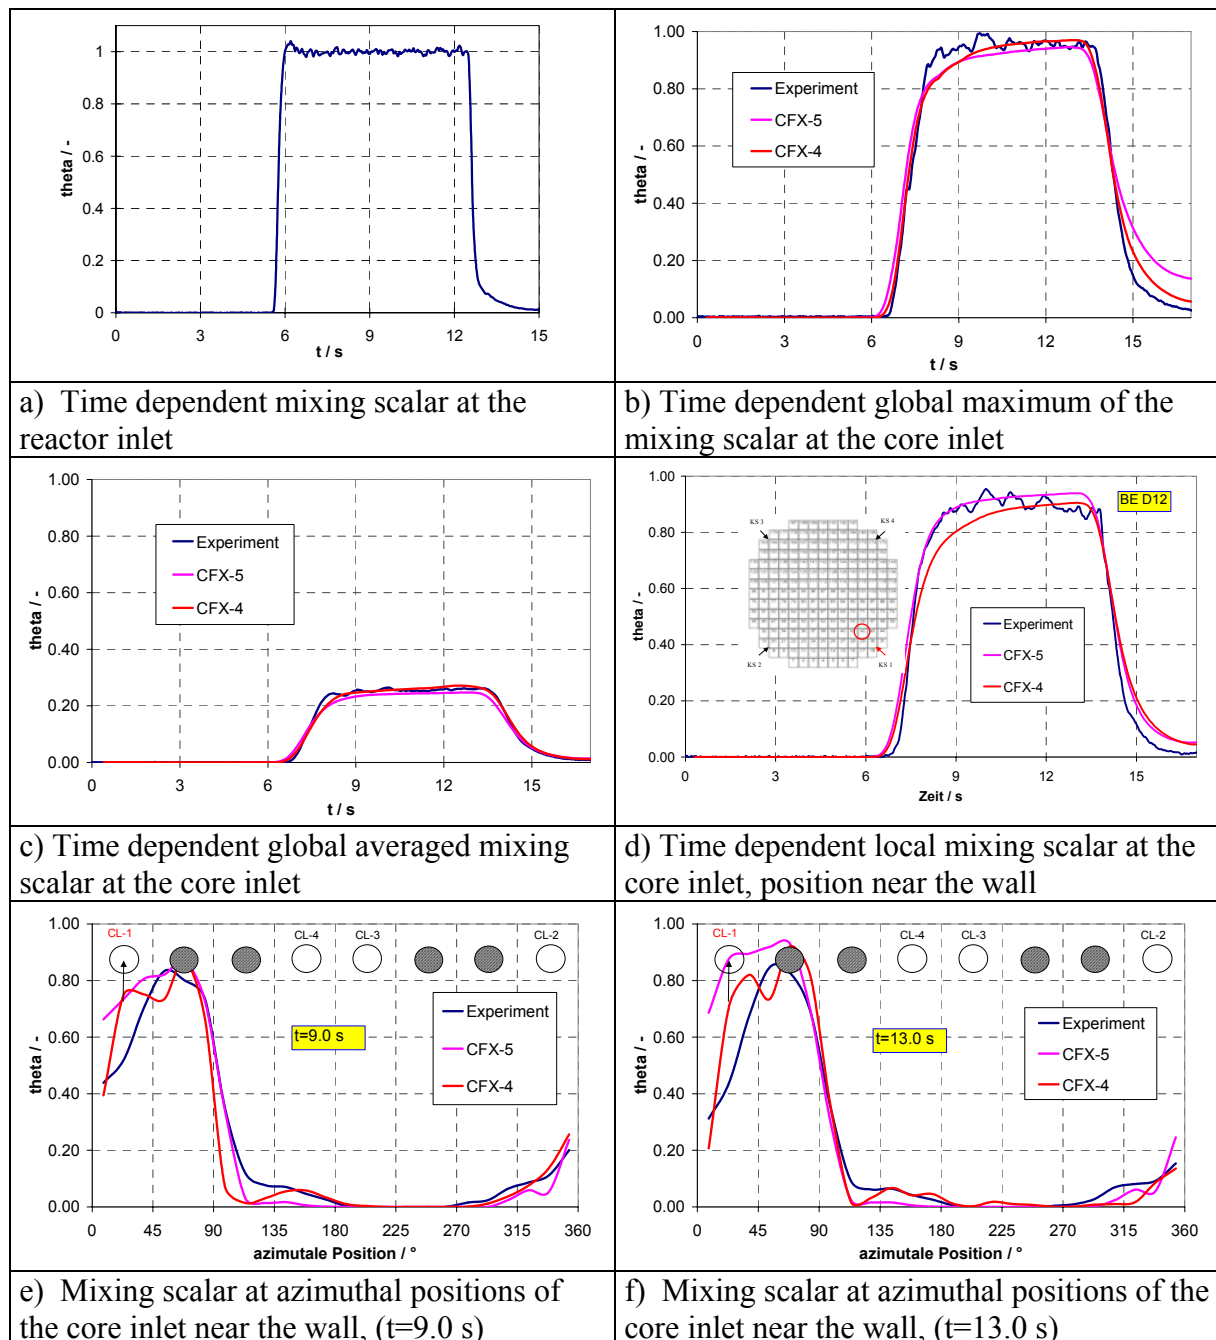 1
0.8
0.6
0.4
0.2
0
theta / -
0
3
6
9
12
15
t / s
a) Time dependent mixing scalar at the
reactor inlet
1.00
0.80
0.60
0.40
0.20
0.00
theta / -
Experiment
CFX-5
CFX-4
0
3
6
9
12
15
t / s
b) Time dependent global maximum of the
mixing scalar at the core inlet
1.00
0.80
0.60
0.40
0.20
0.00
theta / -
Experiment
CFX-5
CFX-4
0
3
6
9
12
15
t / s
c) Time dependent global averaged mixing
scalar at the core inlet
1.00
0.80
0.60
0.40
0.20
0.00
theta / -
BE D12
KS 3
KS 4
KS 2
KS 1
Experiment
CFX-5
CFX-4
0
3
6
9
12
15
Zeit / s
d) Time dependent local mixing scalar at the
core inlet, position near the wall
1.00
0.80
0.60
0.40
0.20
0.00
theta / -
CL-1
CL-4
CL-3
CL-2
t=9.0 s
Experiment
CFX-5
CFX-4
0
45
90
135
180
225
270
315
360
azimutale Position / °
e) Mixing scalar at azimuthal positions of
the core inlet near the wall, (t=9.0 s)
1.00
0.80
0.60
0.40
0.20
0.00
theta / -
CL-1
CL-4
CL-3
CL-2
t=13.0 s
Experiment
CFX-5
CFX-4
0
45
90
135
180
225
270
315
360
azimutale Position / °
f) Mixing scalar at azimuthal positions of the
core inlet near the wall, (t=13.0 s)